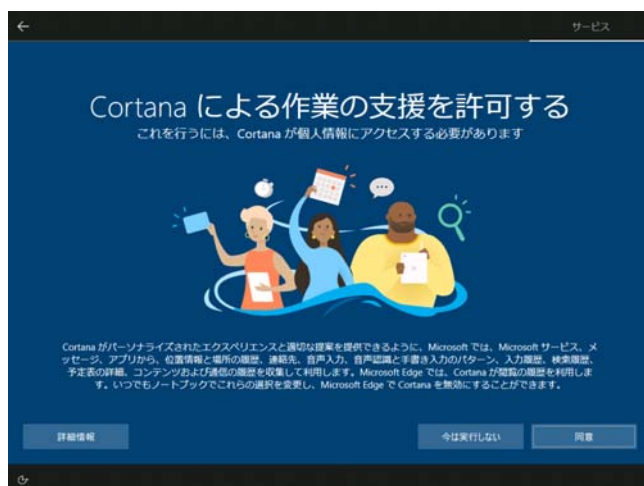 サービス
Cortana による作業の支援を許可する
これを行うには、Cortana が個人情報にアクセスする必要があります
Cortana がパーソナライズされたエクスペリエンスと適切な提案を提供できるように、Microsoft では、Microsoft サービス、メ
ッセージ、アプリから、位置情報と場所の履歴、連絡先、音声入力、音声認識と手書き入力のパターン、入力履歴、検索履歴、
予定表の詳細、コンテンツおよび通信の履歴を収集して利用します。Microsoft Edge では、Cortana が閲覧の履歴を利用しま
す。いつでもノートブックでこれらの選択を変更し、Microsoft Edge で Cortana を無効にすることができます。
詳細情報
今は実行しない
同意